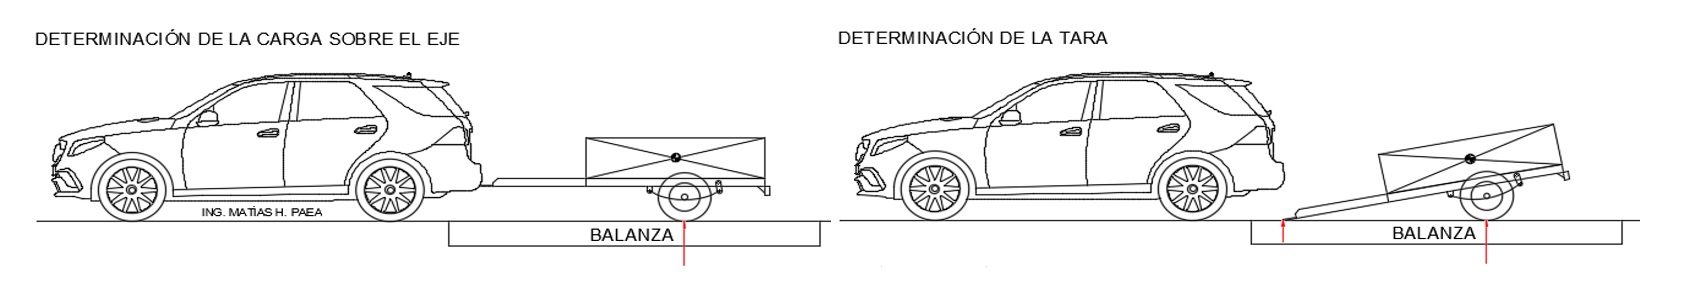 DETERMINACIÓN DE LA CARGA SOBRE EL EJE
DETERMINACIÓN DE LA TARA
ING. MATÍAS H. PAEA
BALANZA
BALANZA